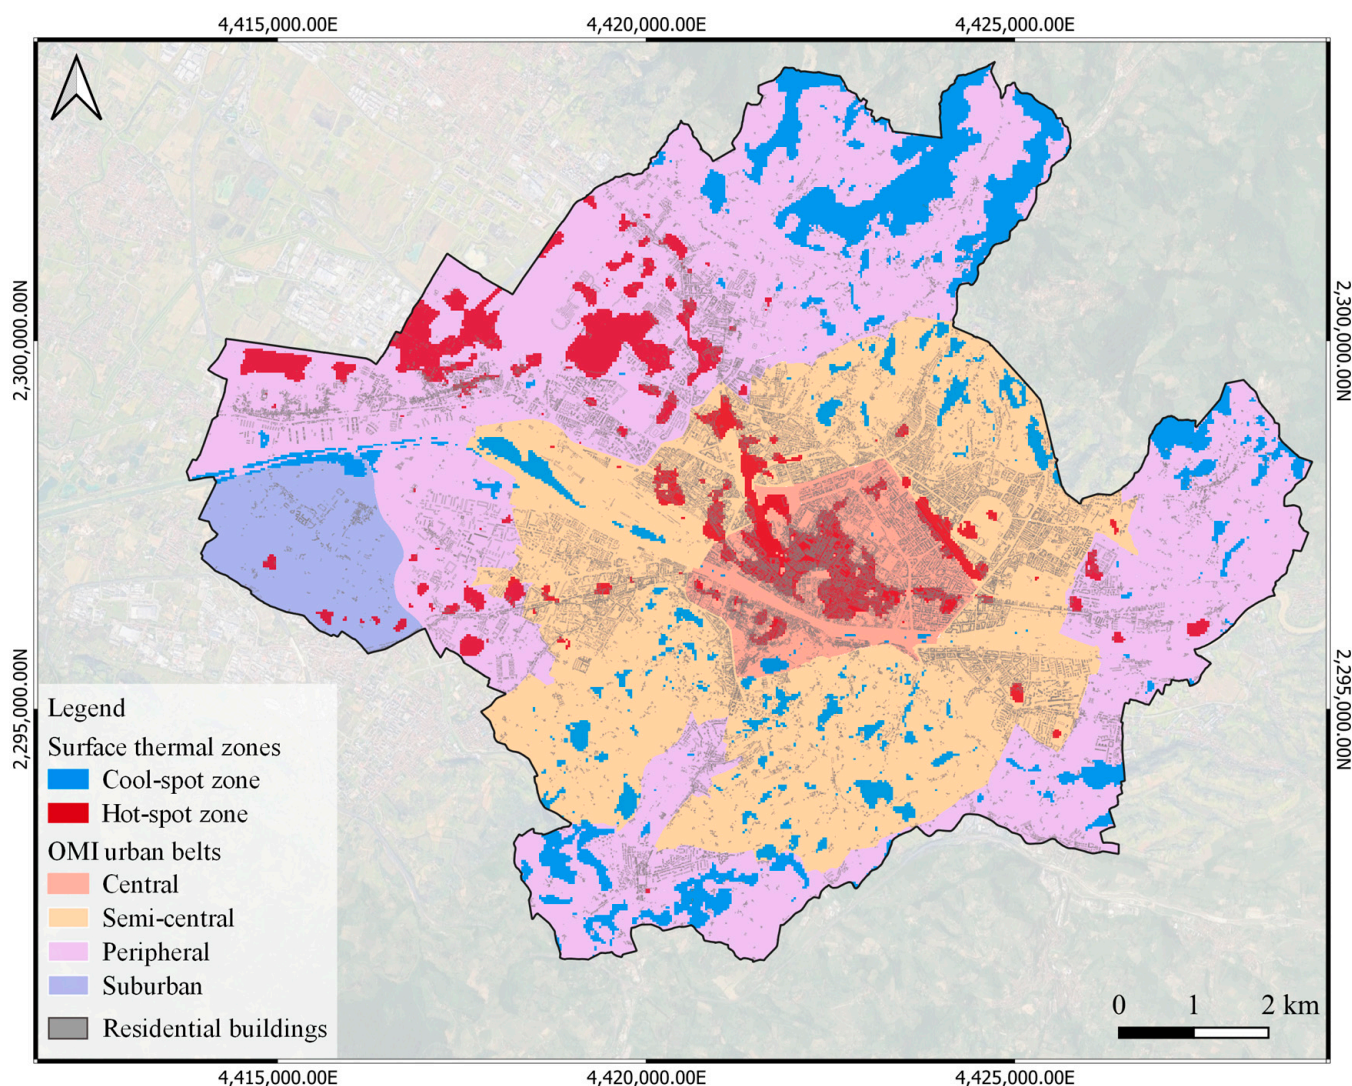 4,415,000.00E 4,420,000.00E 4,425,000.00E
2,300,000.00N
2,300,000.00N
2,295,000.00N
2,295,000.00N
Legend
Surface thermal zones
Cool-spot zone
Hot-spot zone
OMI urban belts
Central
Semi-central
Peripheral
Suburban
Residential buildings
0 1 2 km
4,415,000.00E 4,420,000.00E 4,425,000.00E